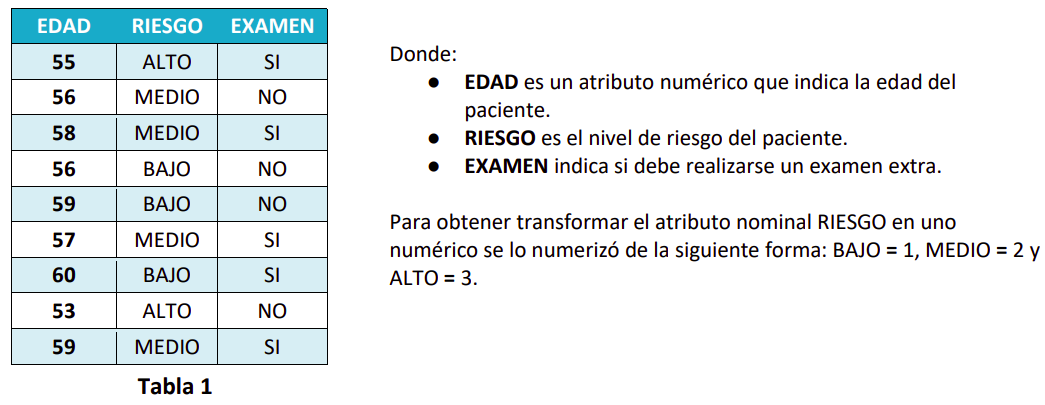 EDAD RIESGO EXAMEN
55 ALTO SI
56 MEDIO NO
58 MEDIO SI
56 BAJO NO
59 BAJO NO
57 MEDIO SI
60 BAJO SI
53 ALTO NO
59 MEDIO SI
Tabla 1
Donde:
● EDAD es un atributo numérico que indica la edad del
paciente.
● RIESGO es el nivel de riesgo del paciente.
● EXAMEN indica si debe realizarse un examen extra.
Para obtener transformar el atributo nominal RIESGO en uno
numérico se lo numerizó de la siguiente forma: BAJO = 1, MEDIO = 2 y
ALTO = 3.